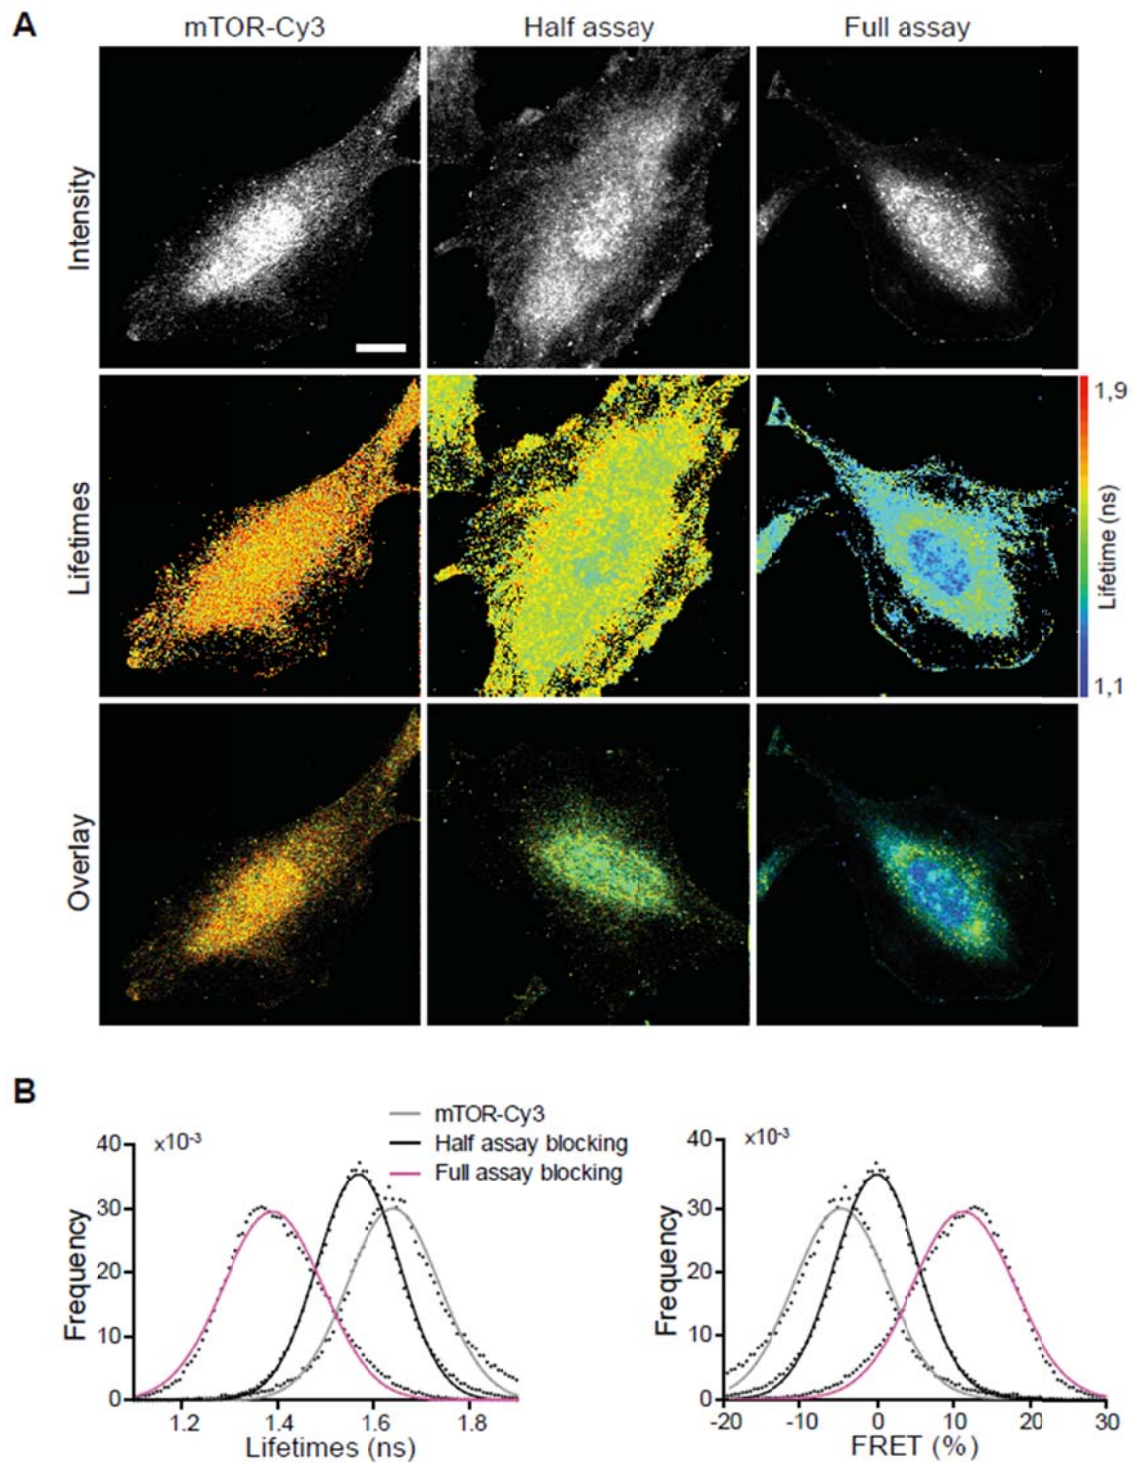 A
mTOR-Cy3
Half assay
Full assay
Intensity
Lifetimes
1,9
Lifetime (ns)
1,1
Overlay
B
mTOR-Cy3
Half assay blocking
Full assay blocking
x10-3
40
30
20
10
0
Frequency
1.2
1.4
1.6
1.8
Lifetimes (ns)
x10-3
40
30
20
10
0
Frequency
-20
-10
0
10
20
30
FRET (%)